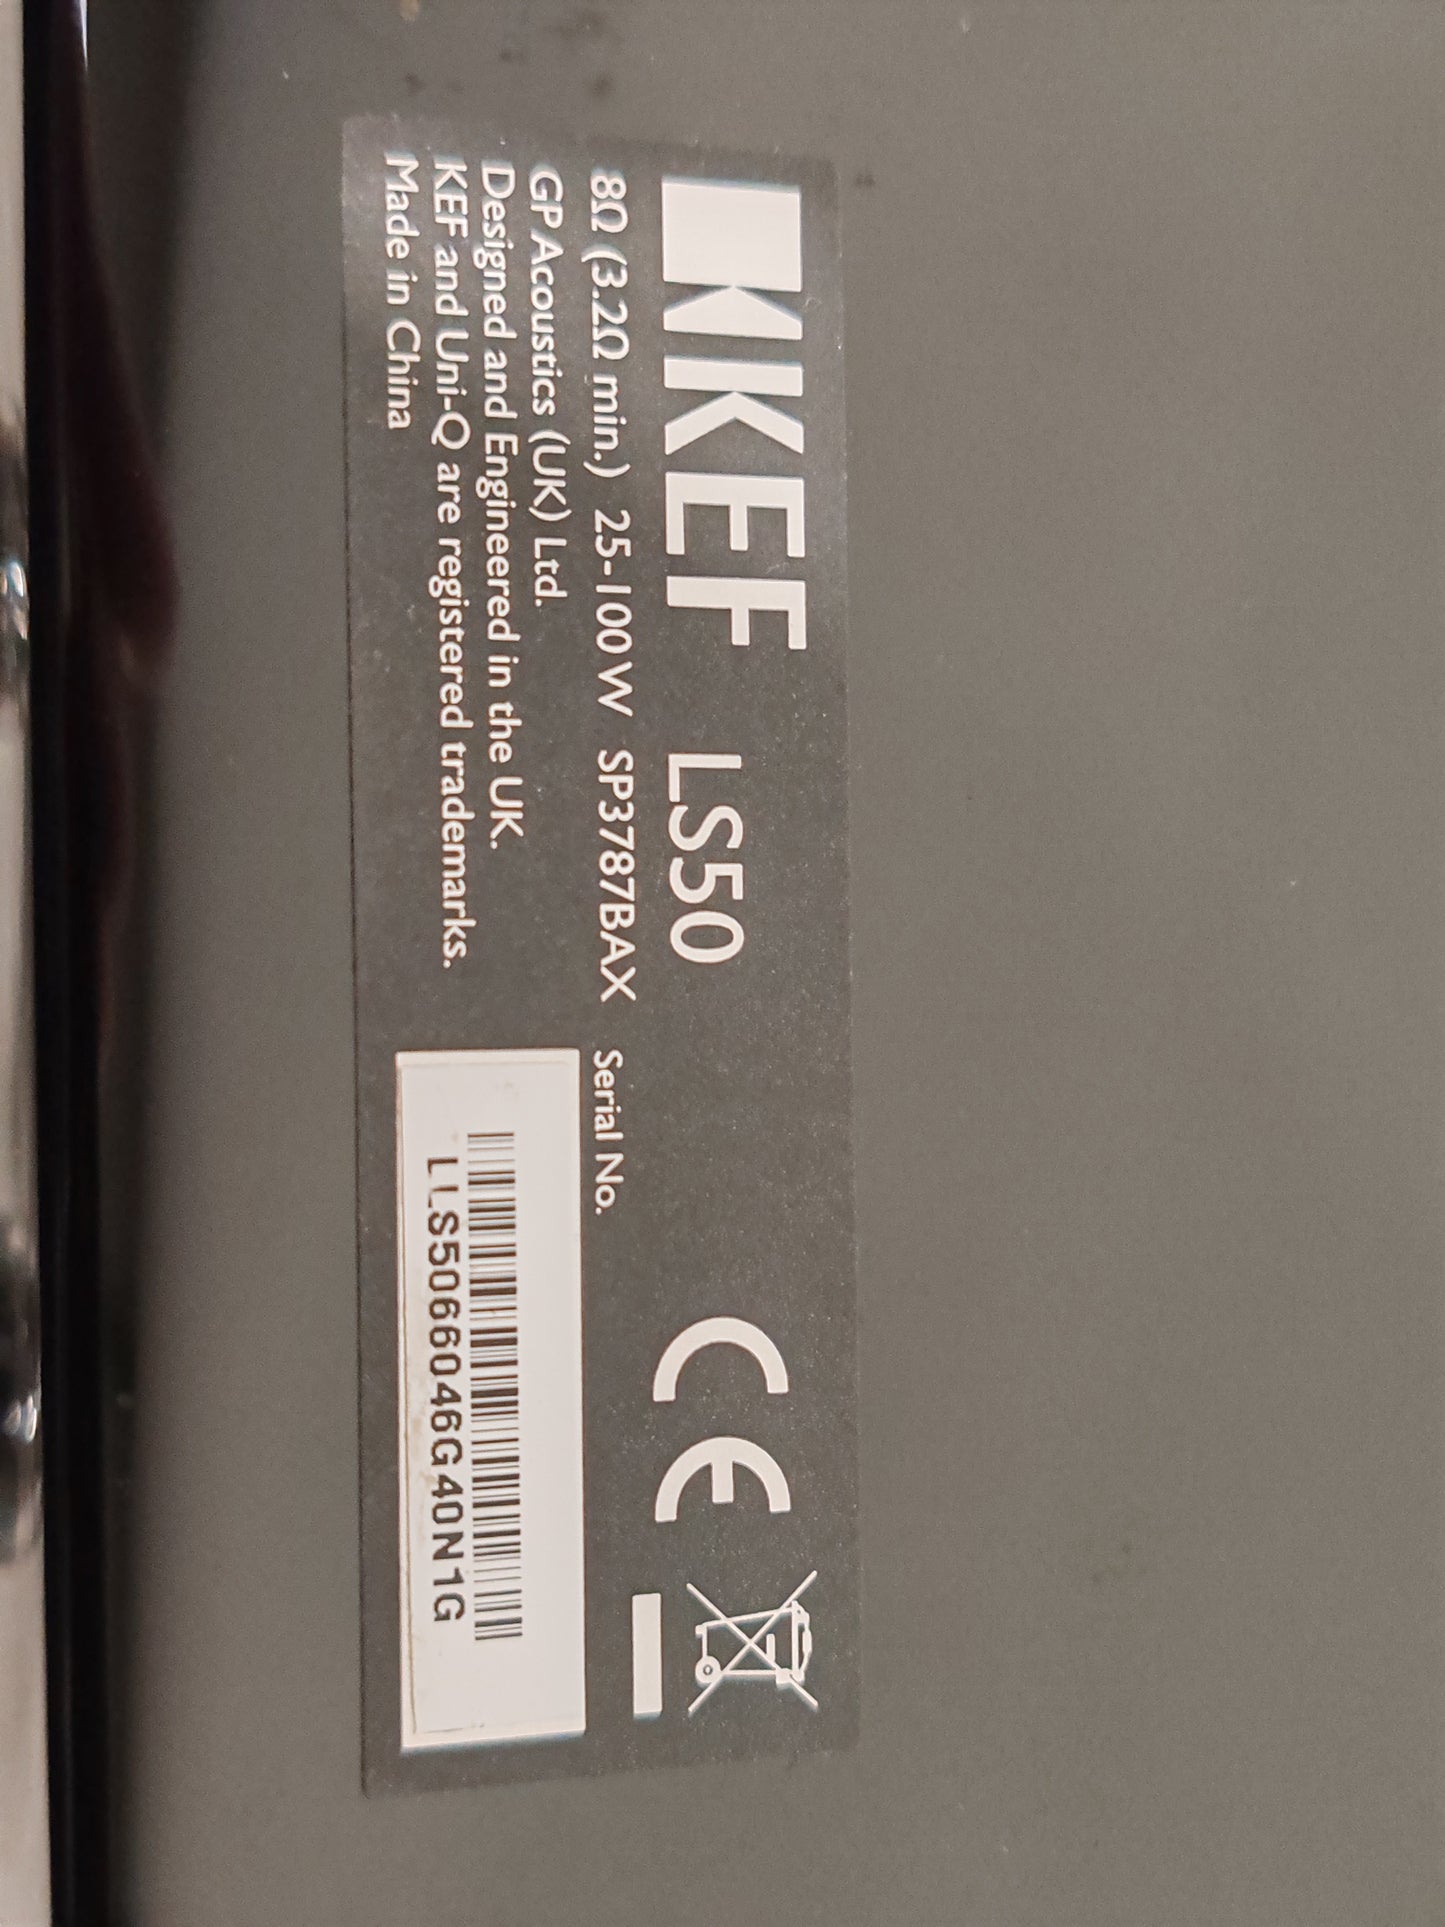 KEF LS50
8Ω (3.2Ω min.) 25-100W SP3787BAX Serial No.
GP Acoustics (UK) Ltd.
Designed and Engineered in the UK.
KEF and Uni-Q are registered trademarks.
Made in China
CE
LLS5066046G40N1G